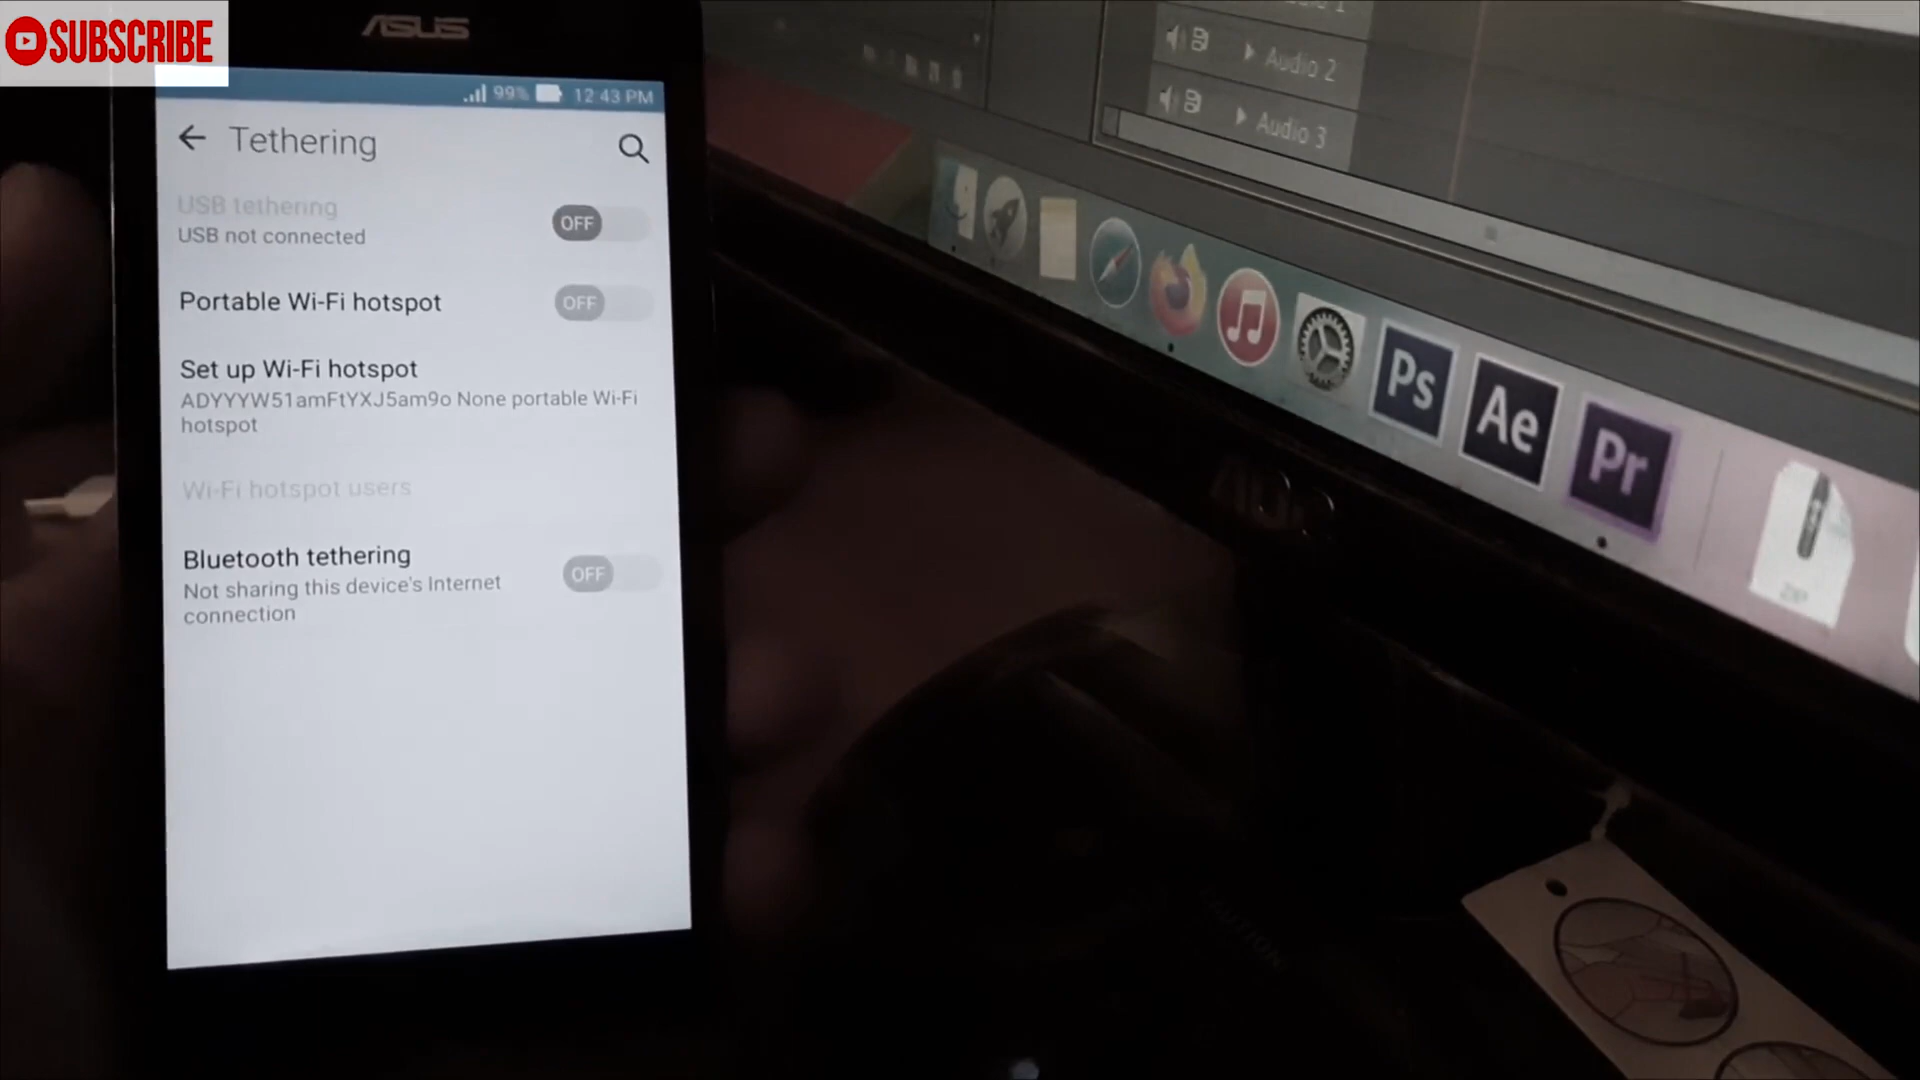 SUBSCRIBE
ASUS
99% 12:43 PM
Tethering
USB tethering
USB not connected
OFF
Portable Wi-Fi hotspot
OFF
Set up Wi-Fi hotspot
ADYYYW51amFtYXJ5am9o None portable Wi-Fi
hotspot
Wi-Fi hotspot users
Bluetooth tethering
Not sharing this device's Internet
connection
OFF
Audio 2
Audio 3
Ps
Ae
Pr
ZIP
CAUTION